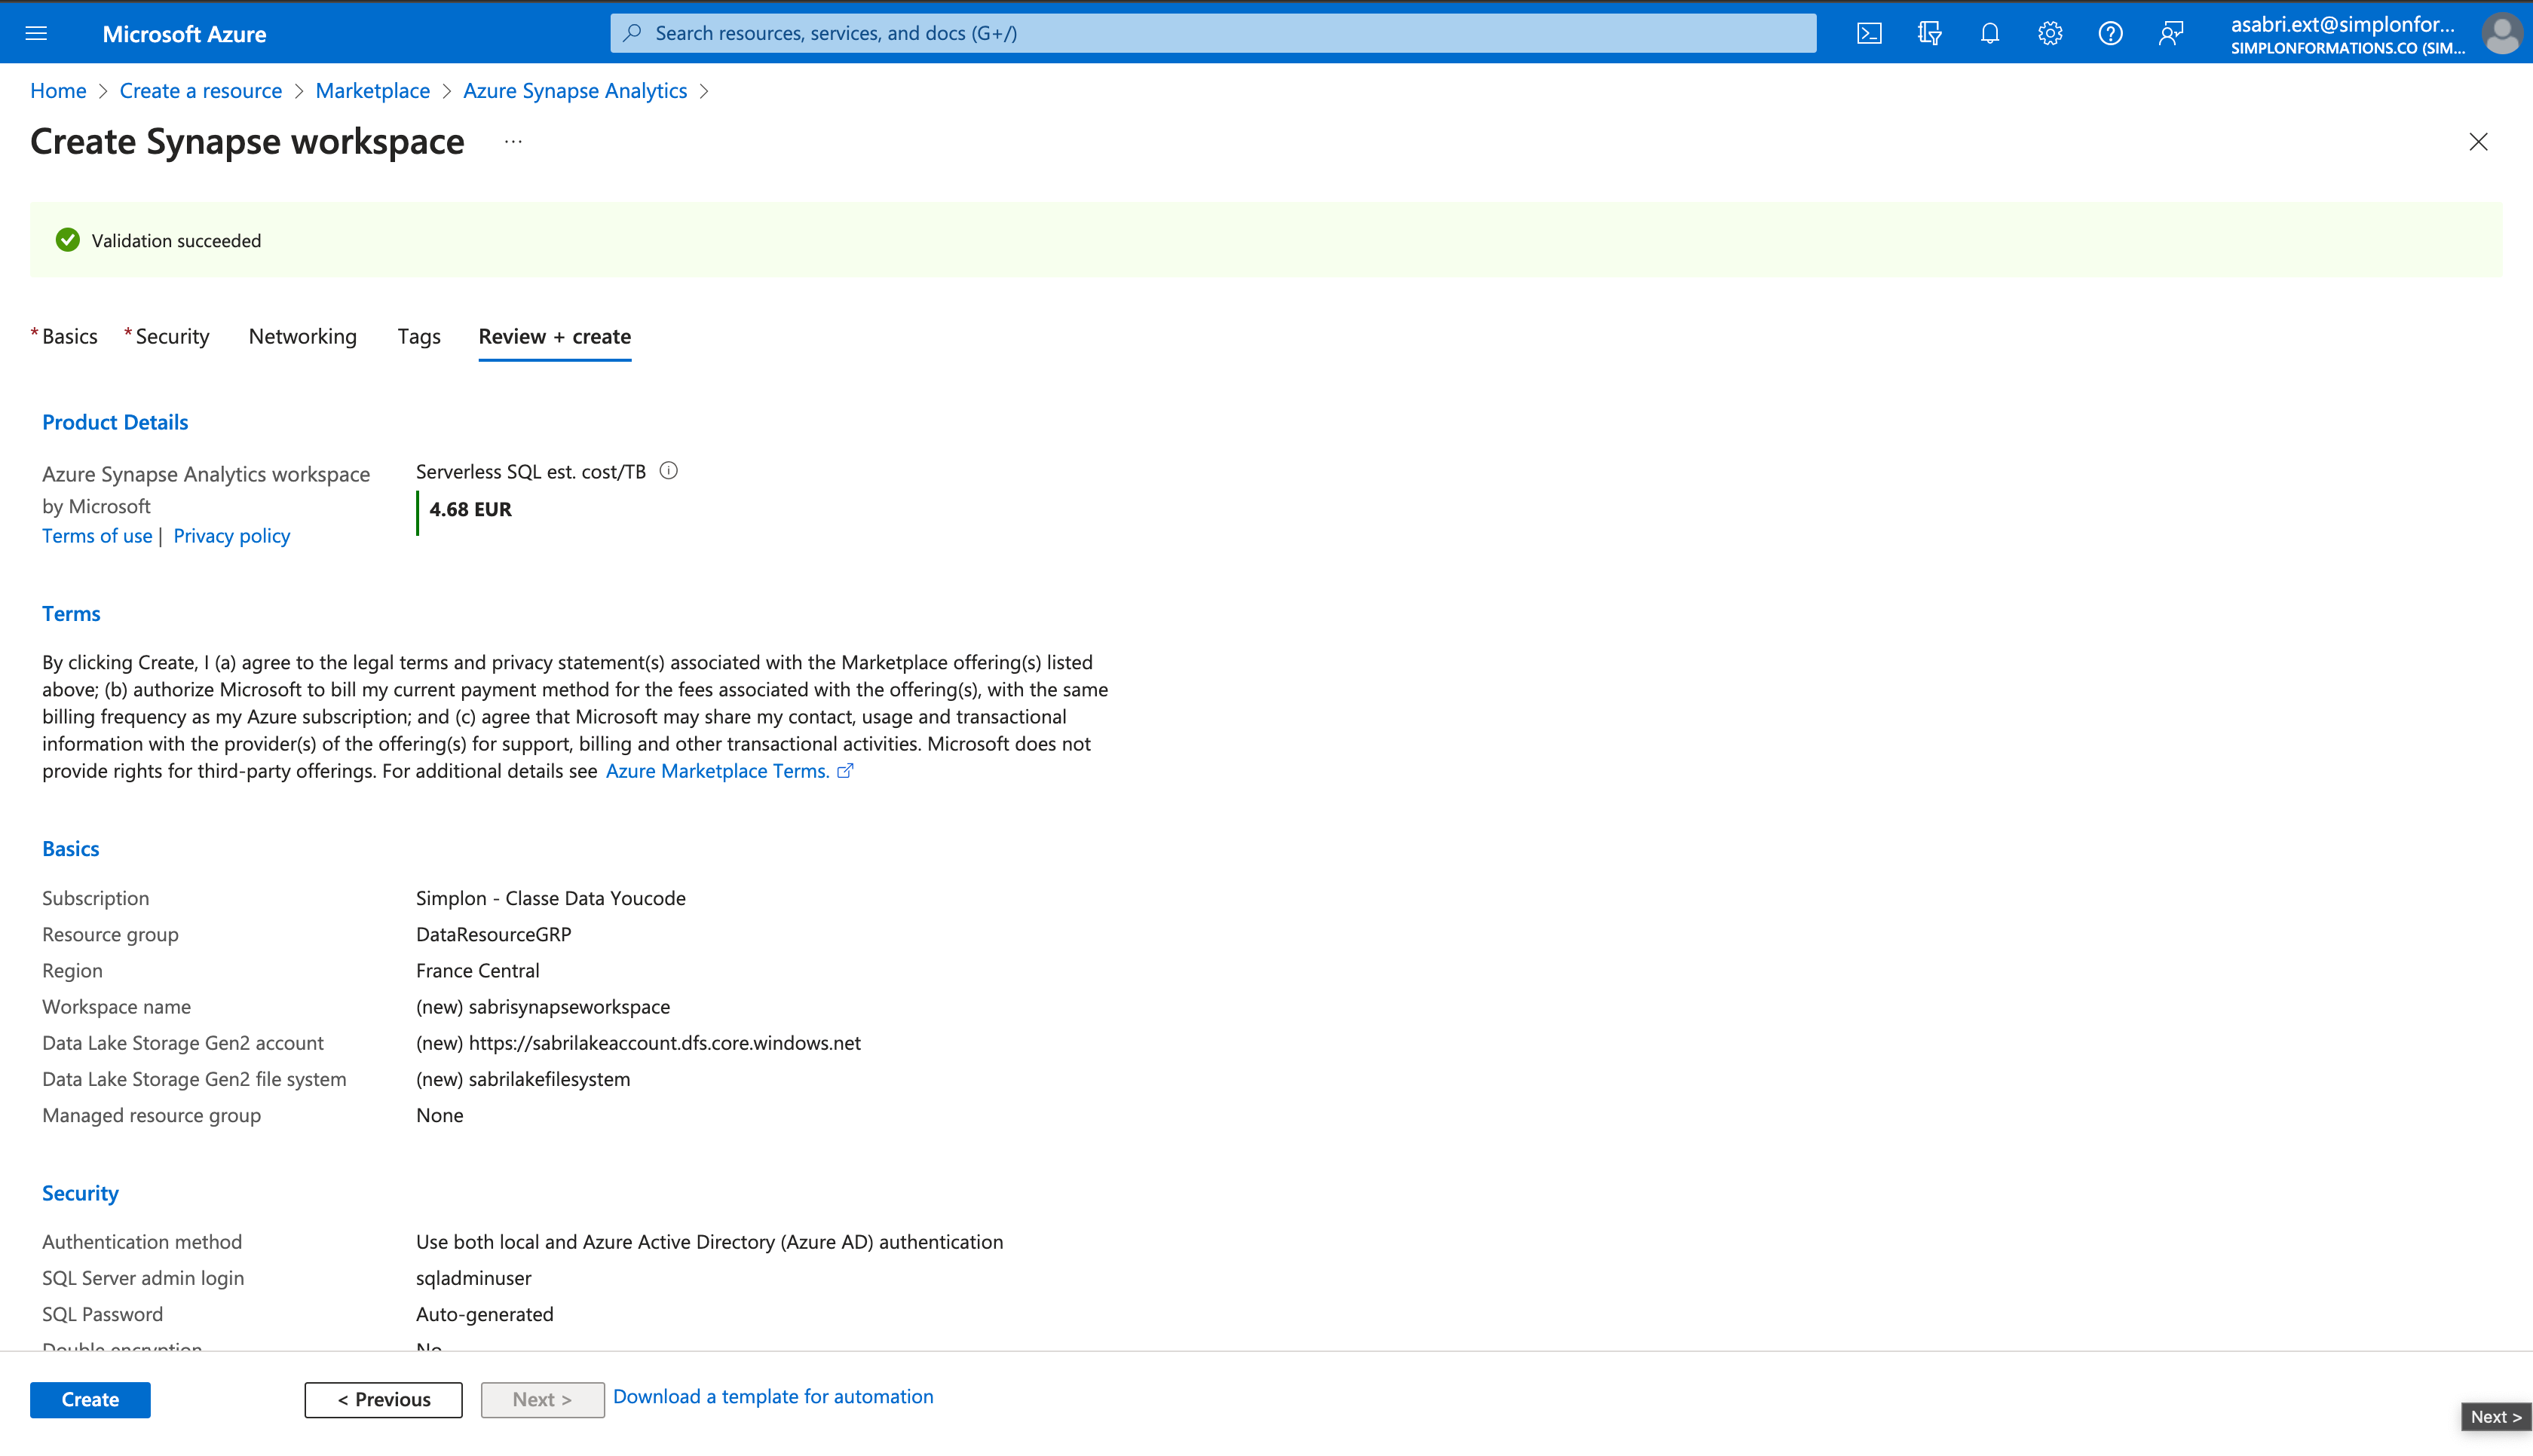 Microsoft Azure
Search resources, services, and docs (G+/)
asabri.ext@simplonfor...
SIMPLONFORMATIONS.CO (SIM...
Home > Create a resource > Marketplace > Azure Synapse Analytics >
Create Synapse workspace ...
Validation succeeded
* Basics * Security Networking Tags Review + create
Product Details
Azure Synapse Analytics workspace
by Microsoft
Terms of use | Privacy policy
Serverless SQL est. cost/TB
4.68 EUR
Terms
By clicking Create, I (a) agree to the legal terms and privacy statement(s) associated with the Marketplace offering(s) listed
above; (b) authorize Microsoft to bill my current payment method for the fees associated with the offering(s), with the same
billing frequency as my Azure subscription; and (c) agree that Microsoft may share my contact, usage and transactional
information with the provider(s) of the offering(s) for support, billing and other transactional activities. Microsoft does not
provide rights for third-party offerings. For additional details see Azure Marketplace Terms.
Basics
Subscription Simplon - Classe Data Youcode
Resource group DataResourceGRP
Region France Central
Workspace name (new) sabrisynapseworkspace
Data Lake Storage Gen2 account (new) https://sabrilakeaccount.dfs.core.windows.net
Data Lake Storage Gen2 file system (new) sabrilakefilesystem
Managed resource group None
Security
Authentication method Use both local and Azure Active Directory (Azure AD) authentication
SQL Server admin login sqladminuser
SQL Password Auto-generated
Double encryption No
Create < Previous Next > Download a template for automation
Next >